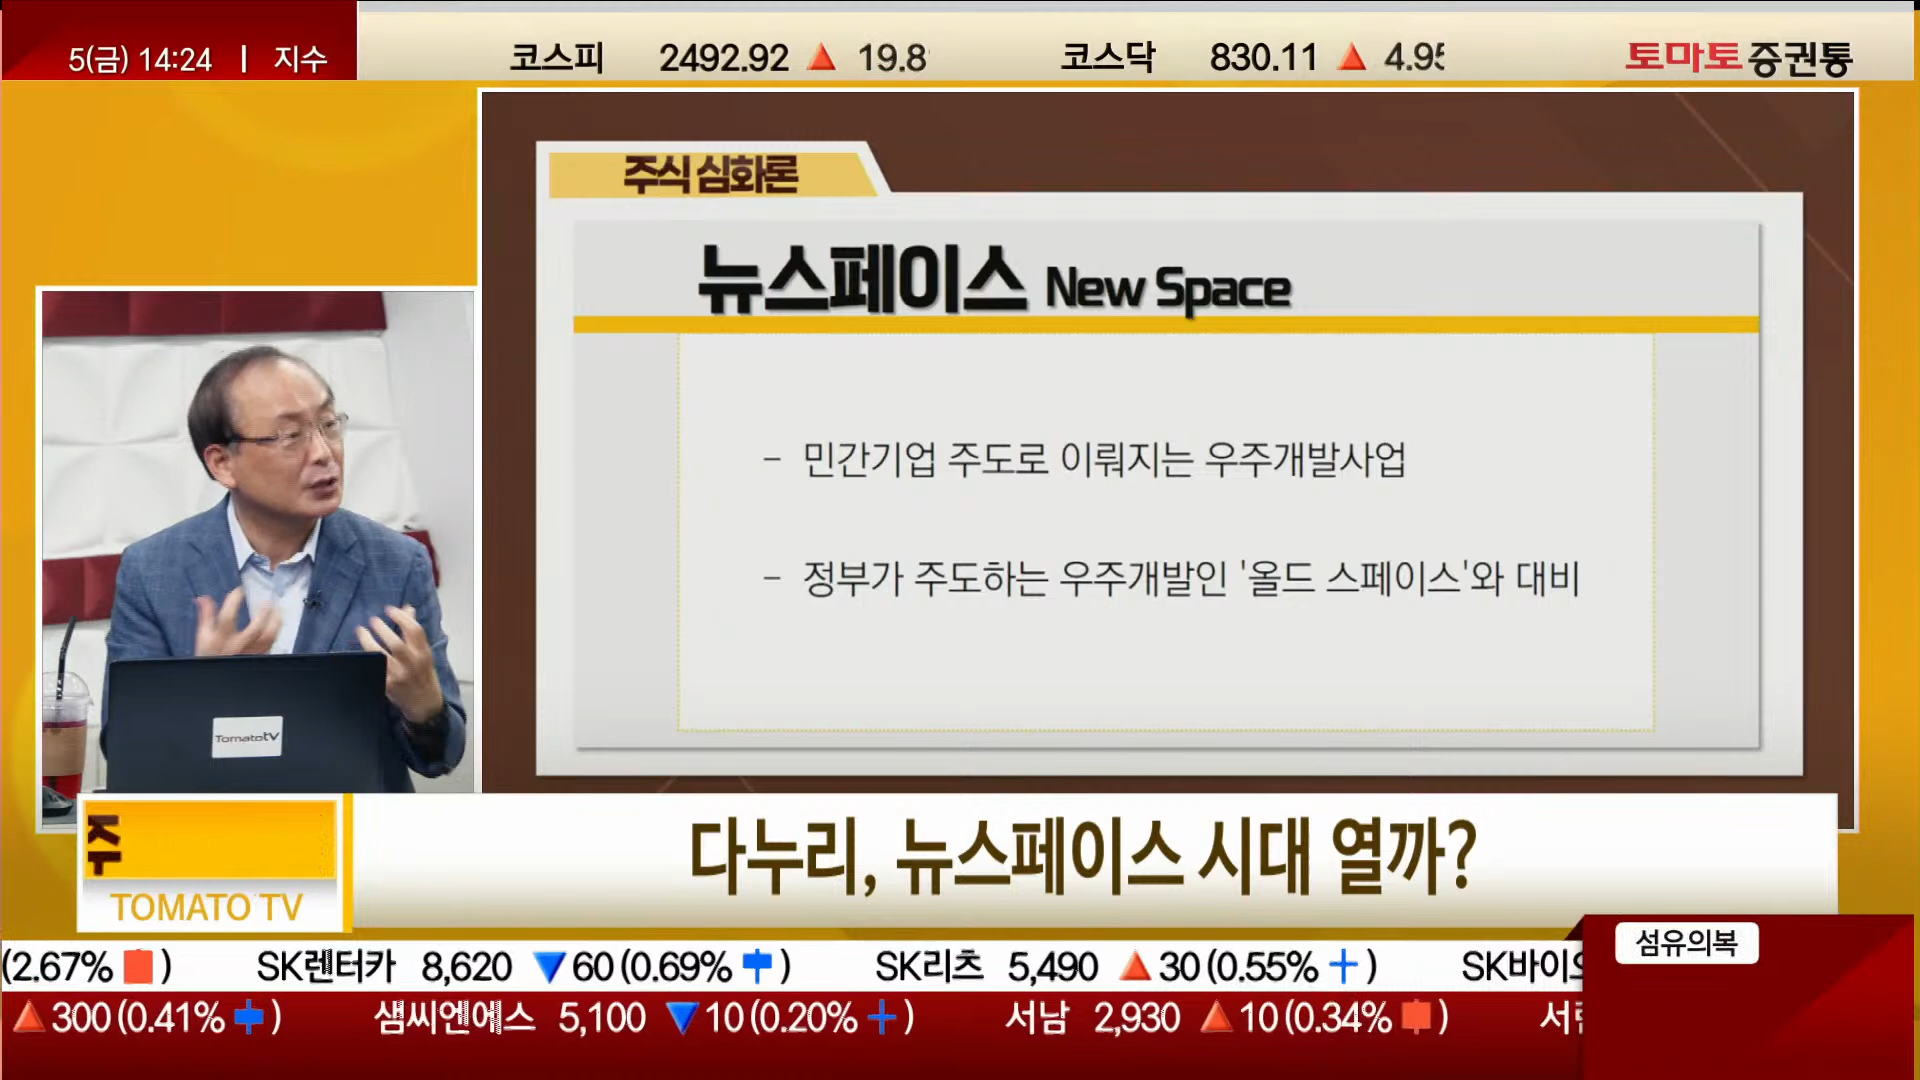 5(금) 14:24 | 지수 코스피 2492.92 ▲ 19.8 코스닥 830.11 ▲ 4.95 토마토증권통
주식 심화론
뉴스페이스 New Space
- 민간기업 주도로 이뤄지는 우주개발사업
- 정부가 주도하는 우주개발인 '올드 스페이스'와 대비
TomatoTV
주
TOMATO TV
다누리, 뉴스페이스 시대 열까?
섬유의복
(2.67% ) SK렌터카 8,620 ▼60(0.69% ) SK리츠 5,490 ▲30(0.55% ) SK바이오
▲300(0.41% ) 샘씨엔에스 5,100 ▼10(0.20% ) 서남 2,930 ▲10(0.34% ) 서